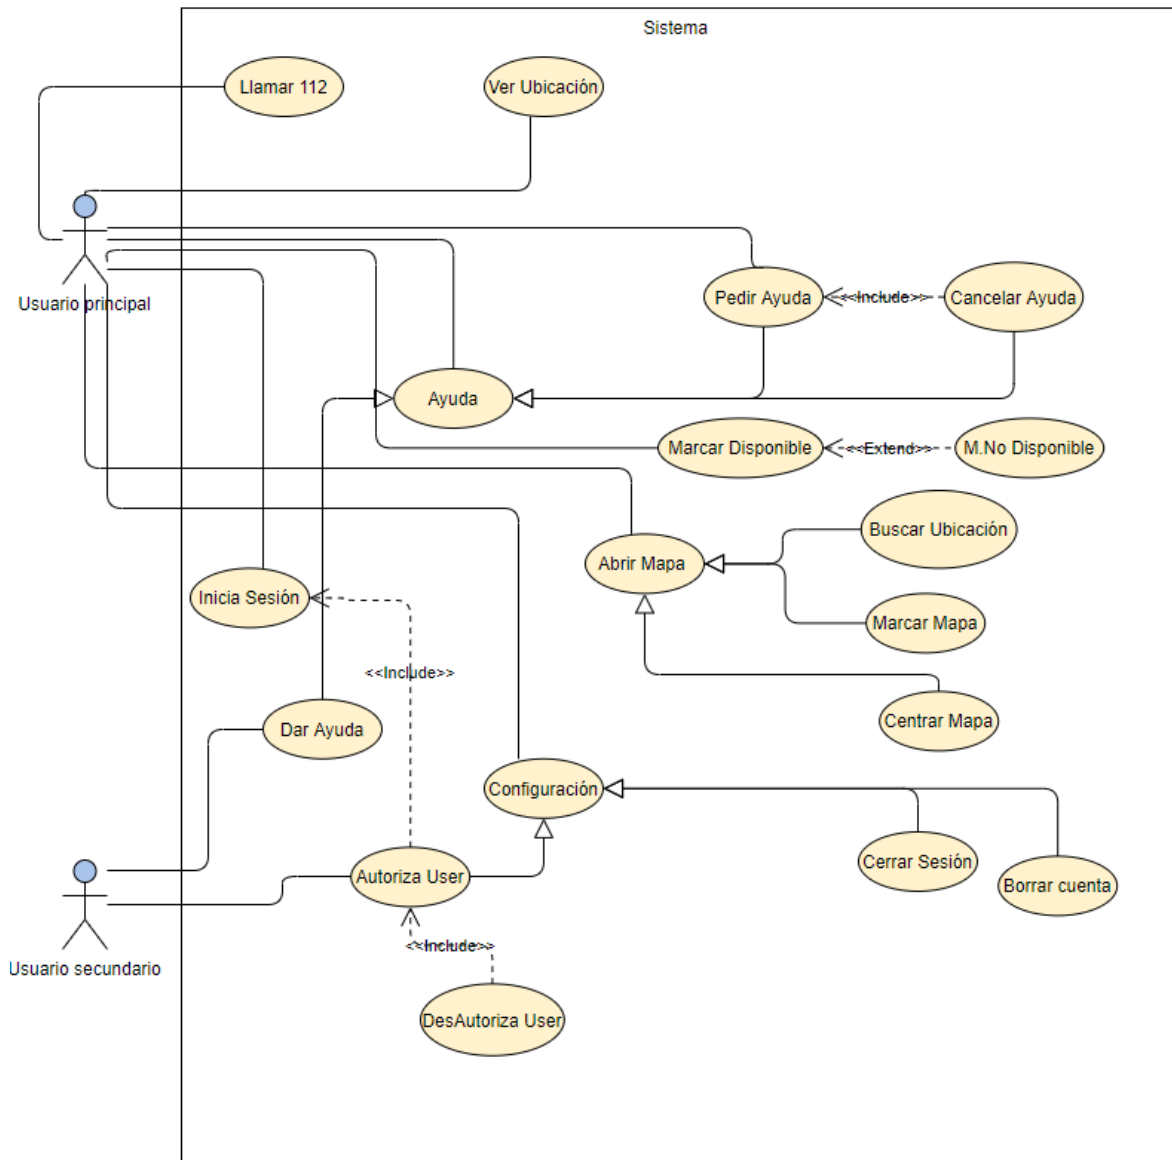 Sistema
Llamar 112
Ver Ubicación
Usuario principal
Pedir Ayuda
<<Include>>
Cancelar Ayuda
Ayuda
Marcar Disponible
<<Extend>>
M.No Disponible
Buscar Ubicación
Abrir Mapa
Inicia Sesión
Marcar Mapa
<<Include>>
Centrar Mapa
Dar Ayuda
Configuración
Cerrar Sesión
Autoriza User
Borrar cuenta
<<Include>>
Usuario secundario
DesAutoriza User